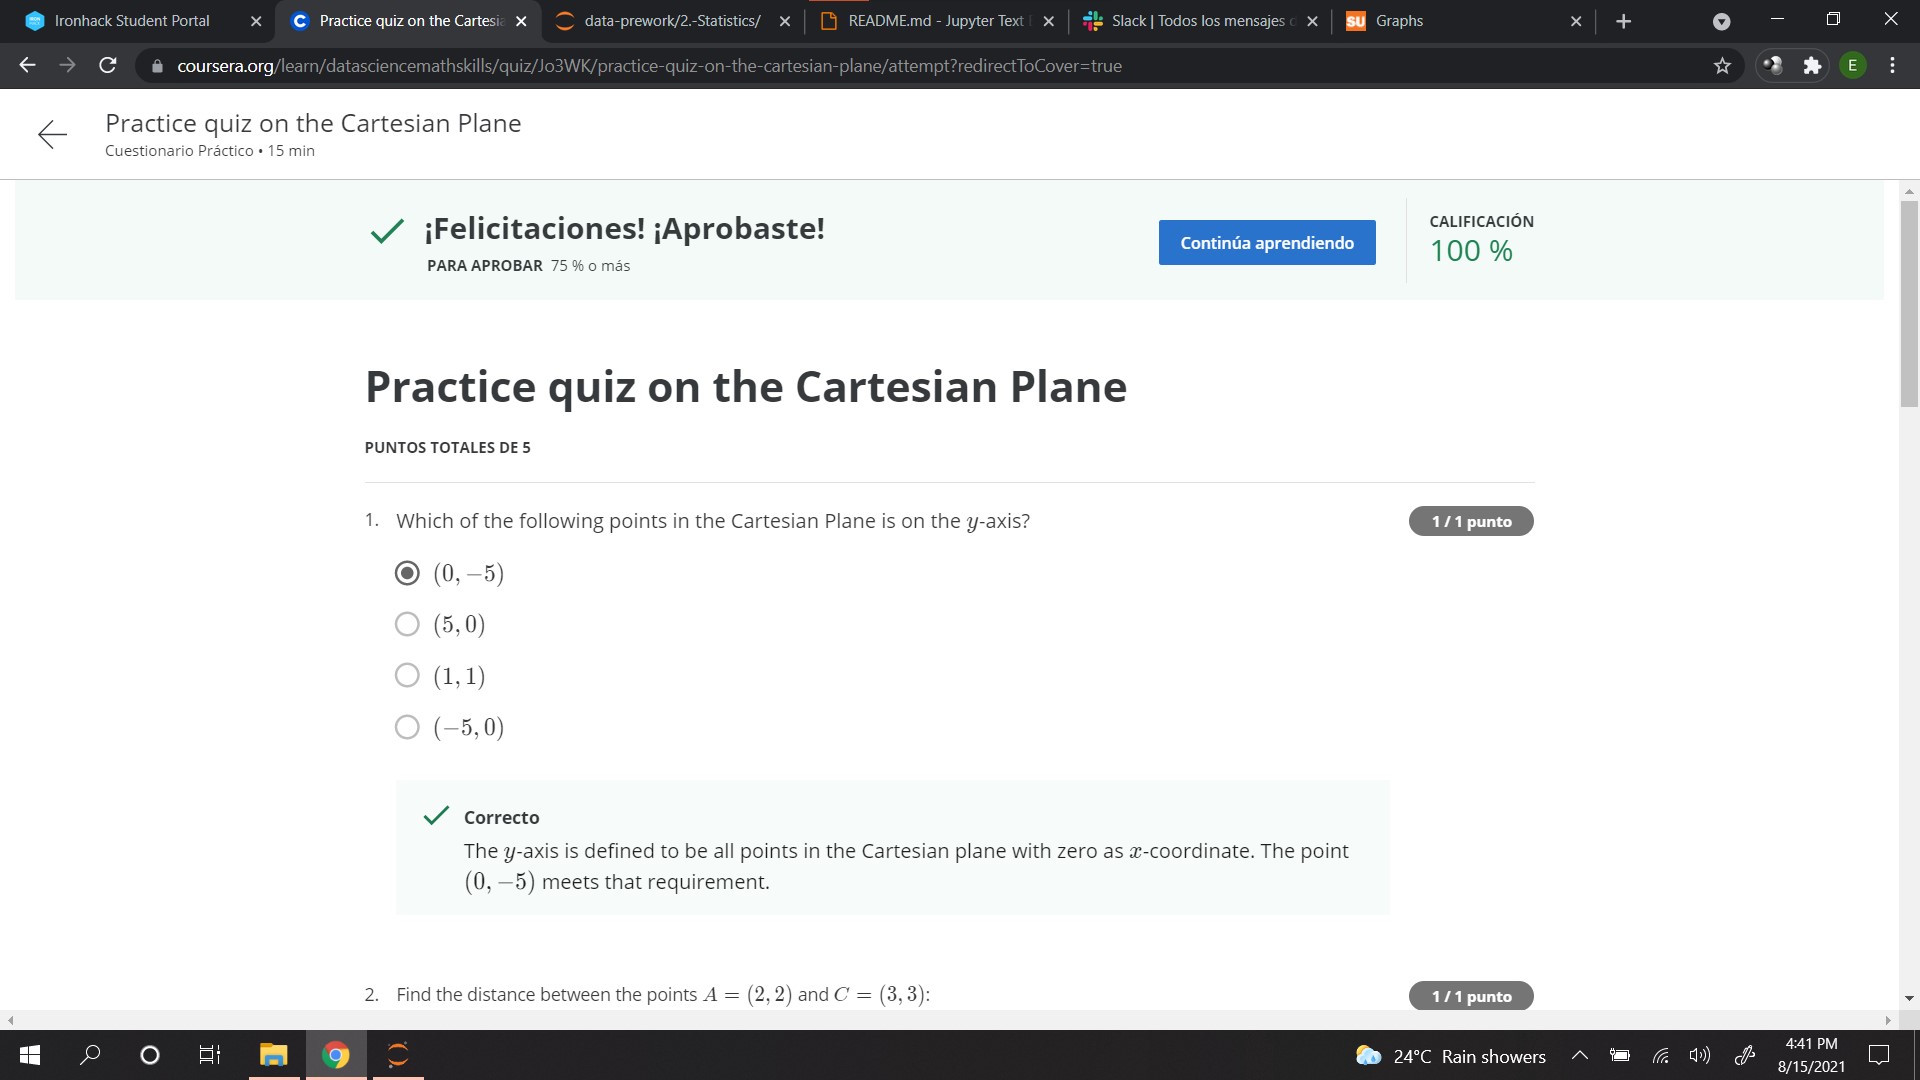 Ironhack Student Portal
Practice quiz on the Cartesia
data-prework/2.-Statistics/
README.md - Jupyter Text
Slack | Todos los mensajes
SU Graphs
coursera.org/learn/datasciencemathskills/quiz/Jo3WK/practice-quiz-on-the-cartesian-plane/attempt?redirectToCover=true
E
Practice quiz on the Cartesian Plane
Cuestionario Práctico • 15 min
¡Felicitaciones! ¡Aprobaste!
PARA APROBAR 75 % o más
Continúa aprendiendo
CALIFICACIÓN
100 %
Practice quiz on the Cartesian Plane
PUNTOS TOTALES DE 5
1. Which of the following points in the Cartesian Plane is on the y-axis?
1 / 1 punto
(0, −5)
(5, 0)
(1, 1)
(−5, 0)
Correcto
The y-axis is defined to be all points in the Cartesian plane with zero as x-coordinate. The point
(0, −5) meets that requirement.
2. Find the distance between the points A = (2, 2) and C = (3, 3):
1 / 1 punto
24°C Rain showers
4:41 PM
8/15/2021